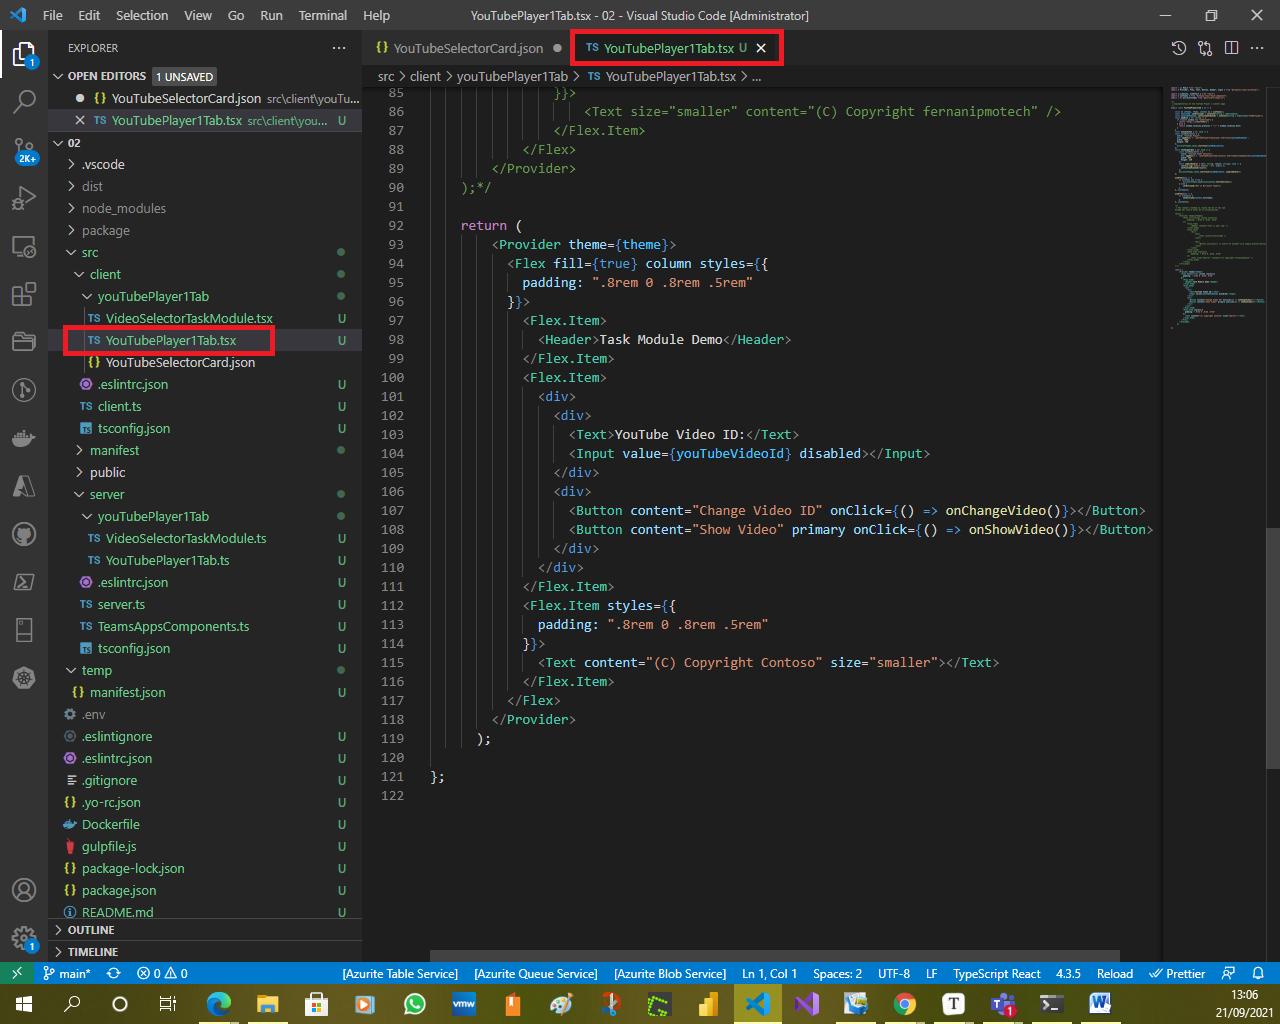 File Edit Selection View Go Run Terminal Help YouTubePlayer1Tab.tsx - 02 - Visual Studio Code [Administrator]
EXPLORER
YouTubeSelectorCard.json
TS YouTubePlayer1Tab.tsx U
src > client > youTubePlayer1Tab > TS YouTubePlayer1Tab.tsx > ...
OPEN EDITORS 1 UNSAVED
{} YouTubeSelectorCard.json src\client\youTu...
TS YouTubePlayer1Tab.tsx src\client\you... U
02
.vscode
dist
node_modules
package
src
client
youTubePlayer1Tab
TS VideoSelectorTaskModule.tsx U
TS YouTubePlayer1Tab.tsx U
{} YouTubeSelectorCard.json
.eslintrc.json U
TS client.ts U
tsconfig.json U
manifest
public
server
youTubePlayer1Tab
TS VideoSelectorTaskModule.ts U
TS YouTubePlayer1Tab.ts U
.eslintrc.json U
TS server.ts U
TS TeamsAppsComponents.ts U
TS tsconfig.json U
temp
{} manifest.json U
.env
.eslintignore U
.eslintrc.json U
.gitignore U
{} .yo-rc.json U
Dockerfile U
gulpfile.js U
{} package-lock.json U
{} package.json U
README.md U
OUTLINE
TIMELINE
1
2K+
1
85 }}>
86 <Text size="smaller" content="(C) Copyright fernanipmotech" />
87 </Flex.Item>
88 </Flex>
89 </Provider>
90 );*/
91
92 return (
93 <Provider theme={theme}>
94 <Flex fill={true} column styles={{
95 padding: ".8rem 0 .8rem .5rem"
96 }}>
97 <Flex.Item>
98 <Header>Task Module Demo</Header>
99 </Flex.Item>
100 <Flex.Item>
101 <div>
102 <div>
103 <Text>YouTube Video ID:</Text>
104 <Input value={youTubeVideoId} disabled></Input>
105 </div>
106 <div>
107 <Button content="Change Video ID" onClick={() => onChangeVideo()}></Button>
108 <Button content="Show Video" primary onClick={() => onShowVideo()}></Button>
109 </div>
110 </div>
111 </Flex.Item>
112 <Flex.Item styles={{
113 padding: ".8rem 0 .8rem .5rem"
114 }}>
115 <Text content="(C) Copyright Contoso" size="smaller"></Text>
116 </Flex.Item>
117 </Flex>
118 </Provider>
119 );
120
121 };
122
main* 0 0 [Azurite Table Service] [Azurite Queue Service] [Azurite Blob Service] Ln 1, Col 1 Spaces: 2 UTF-8 LF TypeScript React 4.3.5 Reload Prettier
vmw T 1 W
13:06
21/09/2021